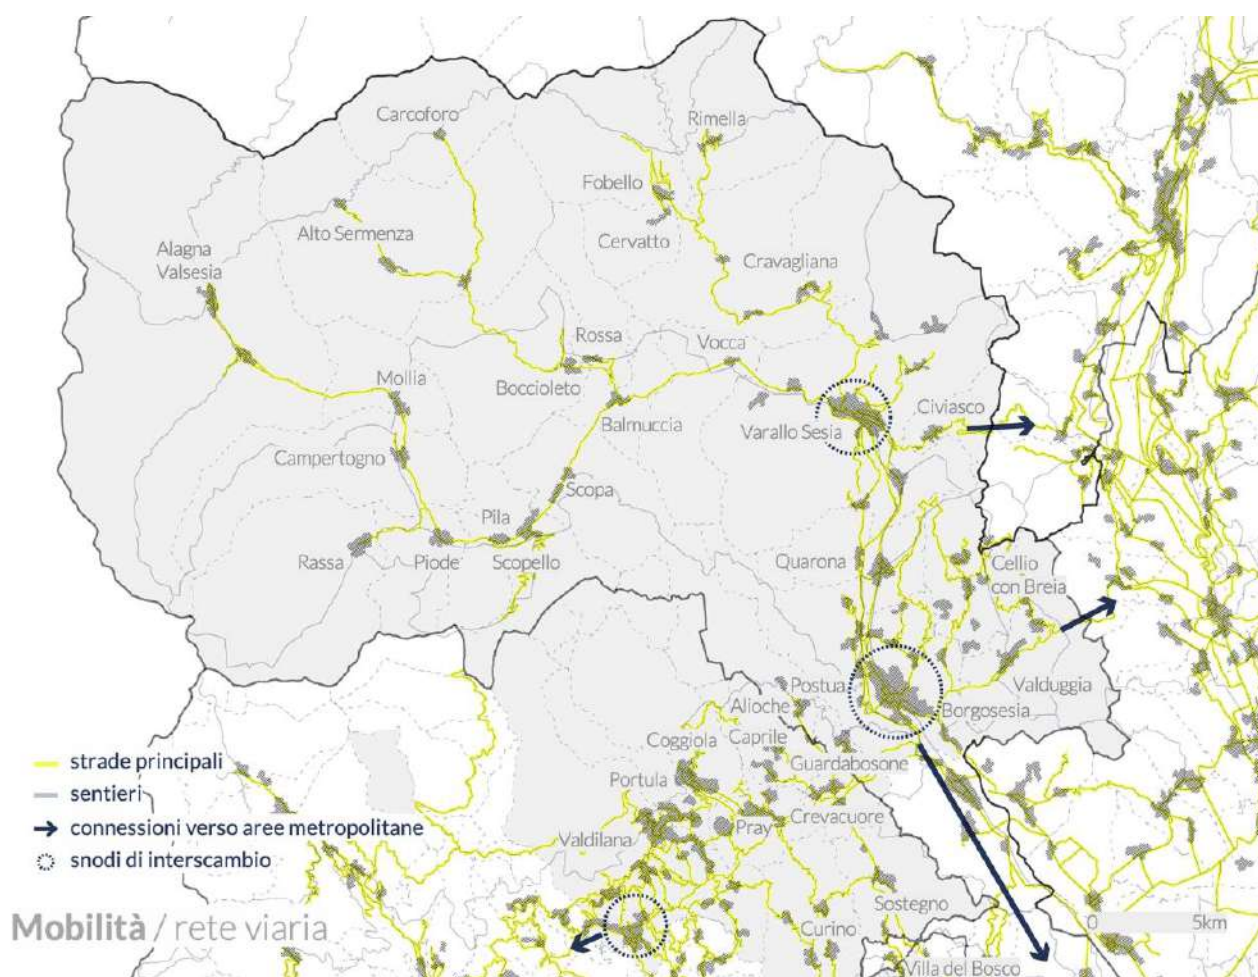 Carcoforo
Rimella
Fobello
Alto Sermenza
Cervatto
Alagna
Valsesia
Cravagliana
Rossa
Vocca
Mollia
Boccioleto
Civiasco
Balmuccia
Varallo Sesia
Campertogno
Scopa
Pila
Rassa
Piode
Scopello
Quarona
Cellio
con Breia
Postua
Valduggia
Alioche
Borgosesia
Coggiola
Caprile
Guardabosone
Portula
Crevacuore
Pray
Valdilana
Sostegno
Curino
Villa del Bosco
strade principali
sentieri
connessioni verso aree metropolitane
snodi di interscambio
Mobilità / rete viaria
0 5km